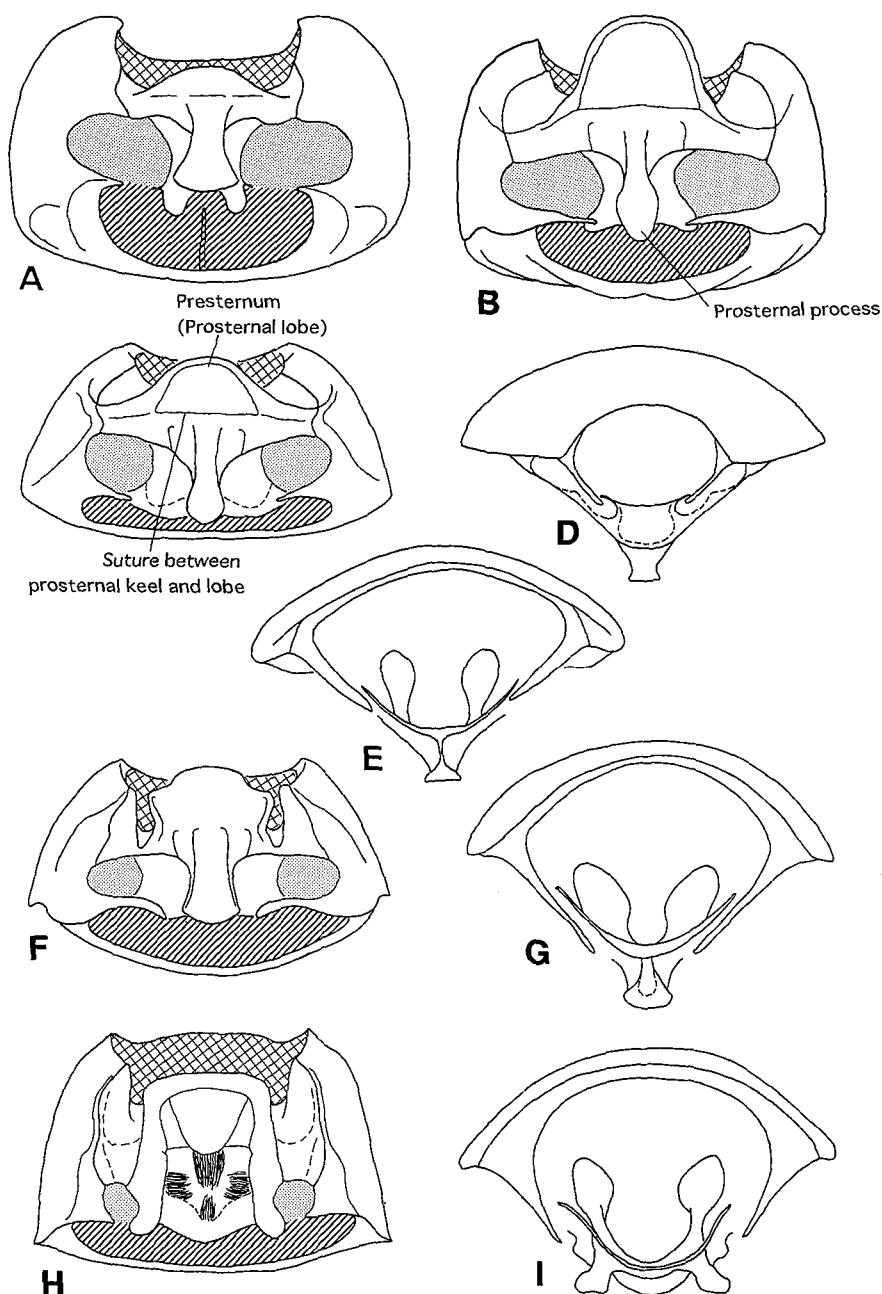 A
B
Prosternal process
Presternum
(Prosternal lobe)
Suture between
prosternal keel and lobe
D
E
F
G
H
I